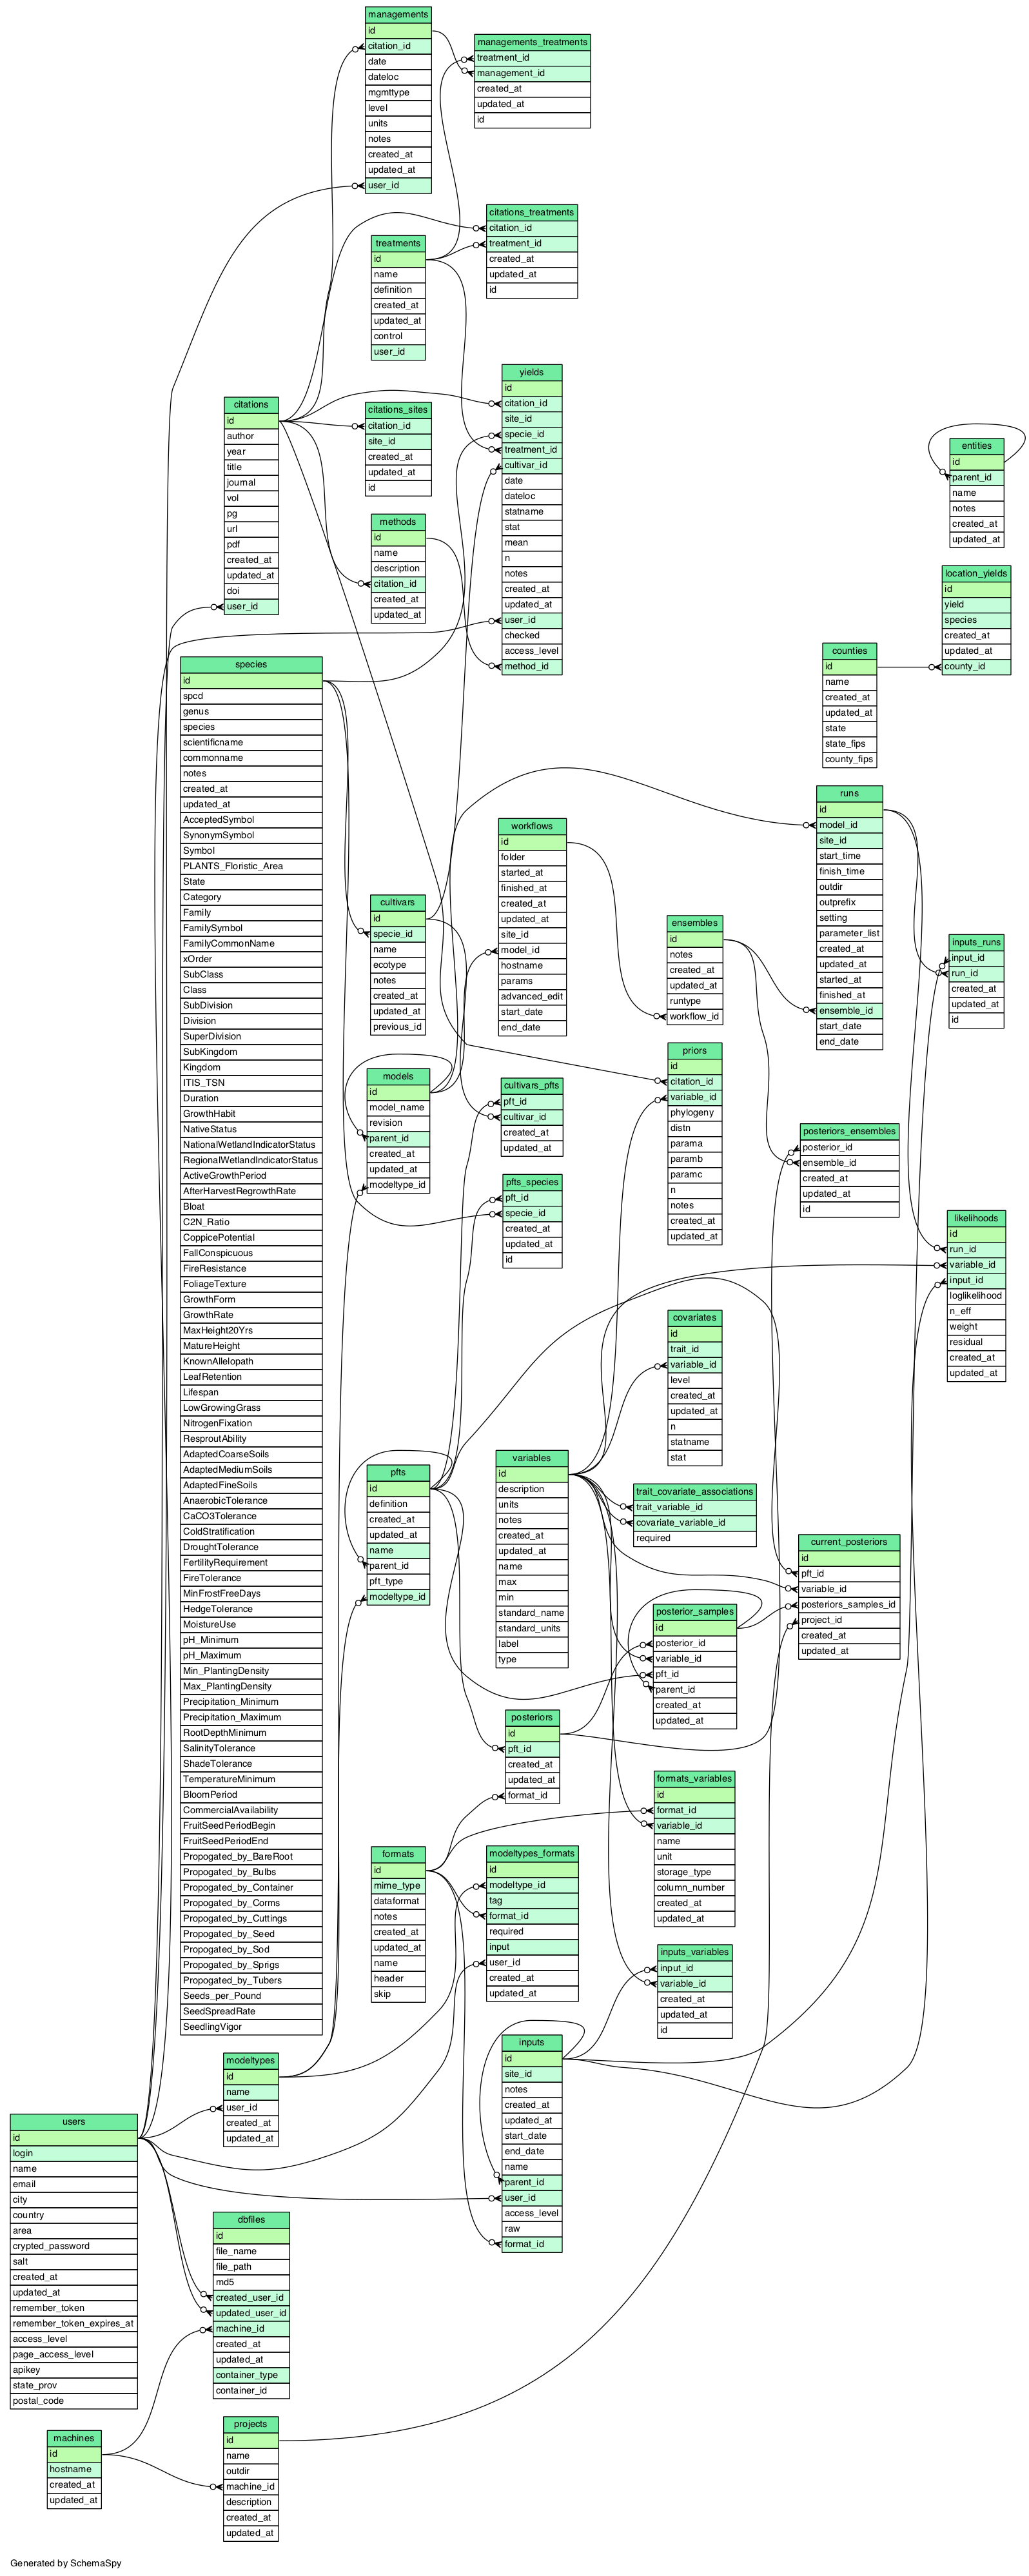 managements
id
citation_id
date
dateloc
mgmttype
level
units
notes
created_at
updated_at
user_id
managements_treatments
treatment_id
management_id
created_at
updated_at
id
citations_treatments
citation_id
treatment_id
created_at
updated_at
id
treatments
id
name
definition
created_at
updated_at
control
user_id
yields
id
citation_id
site_id
specie_id
treatment_id
cultivar_id
date
dateloc
statname
stat
mean
n
notes
created_at
updated_at
user_id
checked
access_level
method_id
citations
id
author
year
title
journal
vol
pg
url
pdf
created_at
updated_at
doi
user_id
citations_sites
citation_id
site_id
created_at
updated_at
id
methods
id
name
description
citation_id
created_at
updated_at
entities
id
parent_id
name
notes
created_at
updated_at
location_yields
id
yield
species
created_at
updated_at
county_id
counties
id
name
created_at
updated_at
state
state_fips
county_fips
species
id
spcd
genus
species
scientificname
commonname
notes
created_at
updated_at
AcceptedSymbol
SynonymSymbol
Symbol
PLANTS_Floristic_Area
State
Category
Family
FamilySymbol
FamilyCommonName
xOrder
SubClass
Class
SubDivision
Division
SuperDivision
SubKingdom
Kingdom
ITIS_TSN
Duration
GrowthHabit
NativeStatus
NationalWetlandIndicatorStatus
RegionalWetlandIndicatorStatus
ActiveGrowthPeriod
AfterHarvestRegrowthRate
Bloat
C2N_Ratio
CoppicePotential
FallConspicuous
FireResistance
FoliageTexture
GrowthForm
GrowthRate
MaxHeight20Yrs
MatureHeight
KnownAllelopath
LeafRetention
Lifespan
LowGrowingGrass
NitrogenFixation
ResproutAbility
AdaptedCoarseSoils
AdaptedMediumSoils
AdaptedFineSoils
AnaerobicTolerance
CaCO3Tolerance
ColdStratification
DroughtTolerance
FertilityRequirement
FireTolerance
MinFrostFreeDays
HedgeTolerance
MoistureUse
pH_Minimum
pH_Maximum
Min_PlantingDensity
Max_PlantingDensity
Precipitation_Minimum
Precipitation_Maximum
RootDepthMinimum
SalinityTolerance
ShadeTolerance
TemperatureMinimum
BloomPeriod
CommercialAvailability
FruitSeedPeriodBegin
FruitSeedPeriodEnd
Propogated_by_BareRoot
Propogated_by_Bulbs
Propogated_by_Container
Propogated_by_Corms
Propogated_by_Cuttings
Propogated_by_Seed
Propogated_by_Sod
Propogated_by_Sprigs
Propogated_by_Tubers
Seeds_per_Pound
SeedSpreadRate
SeedlingVigor
runs
id
model_id
site_id
start_time
finish_time
outdir
outprefix
setting
parameter_list
created_at
updated_at
started_at
finished_at
ensemble_id
start_date
end_date
workflows
id
folder
started_at
finished_at
created_at
updated_at
site_id
model_id
hostname
params
advanced_edit
start_date
end_date
cultivars
id
specie_id
name
ecotype
notes
created_at
updated_at
previous_id
ensembles
id
notes
created_at
updated_at
runtype
workflow_id
inputs_runs
input_id
run_id
created_at
updated_at
id
priors
id
citation_id
variable_id
phylogeny
distn
parama
paramb
paramc
n
notes
created_at
updated_at
models
id
model_name
revision
parent_id
created_at
updated_at
modeltype_id
cultivars_pfts
pft_id
cultivar_id
created_at
updated_at
posteriors_ensembles
posterior_id
ensemble_id
created_at
updated_at
id
pfts_species
pft_id
specie_id
created_at
updated_at
id
likelihoods
id
run_id
variable_id
input_id
loglikelihood
n_eff
weight
residual
created_at
updated_at
covariates
id
trait_id
variable_id
level
created_at
updated_at
n
statname
stat
variables
id
description
units
notes
created_at
updated_at
name
max
min
standard_name
standard_units
label
type
pfts
id
definition
created_at
updated_at
name
parent_id
pft_type
modeltype_id
trait_covariate_associations
trait_variable_id
covariate_variable_id
required
current_posteriors
id
pft_id
variable_id
posteriors_samples_id
project_id
created_at
updated_at
posterior_samples
id
posterior_id
variable_id
pft_id
parent_id
created_at
updated_at
posteriors
id
pft_id
created_at
updated_at
format_id
formats_variables
id
format_id
variable_id
name
unit
storage_type
column_number
created_at
updated_at
formats
id
mime_type
dataformat
notes
created_at
updated_at
name
header
skip
modeltypes_formats
id
modeltype_id
tag
format_id
required
input
user_id
created_at
updated_at
inputs_variables
input_id
variable_id
created_at
updated_at
id
inputs
id
site_id
notes
created_at
updated_at
start_date
end_date
name
parent_id
user_id
access_level
raw
format_id
modeltypes
id
name
user_id
created_at
updated_at
users
id
login
name
email
city
country
area
crypted_password
salt
created_at
updated_at
remember_token
remember_token_expires_at
access_level
page_access_level
apikey
state_prov
postal_code
dbfiles
id
file_name
file_path
md5
created_user_id
updated_user_id
machine_id
created_at
updated_at
container_type
container_id
projects
id
name
outdir
machine_id
description
created_at
updated_at
machines
id
hostname
created_at
updated_at
Generated by SchemaSpy